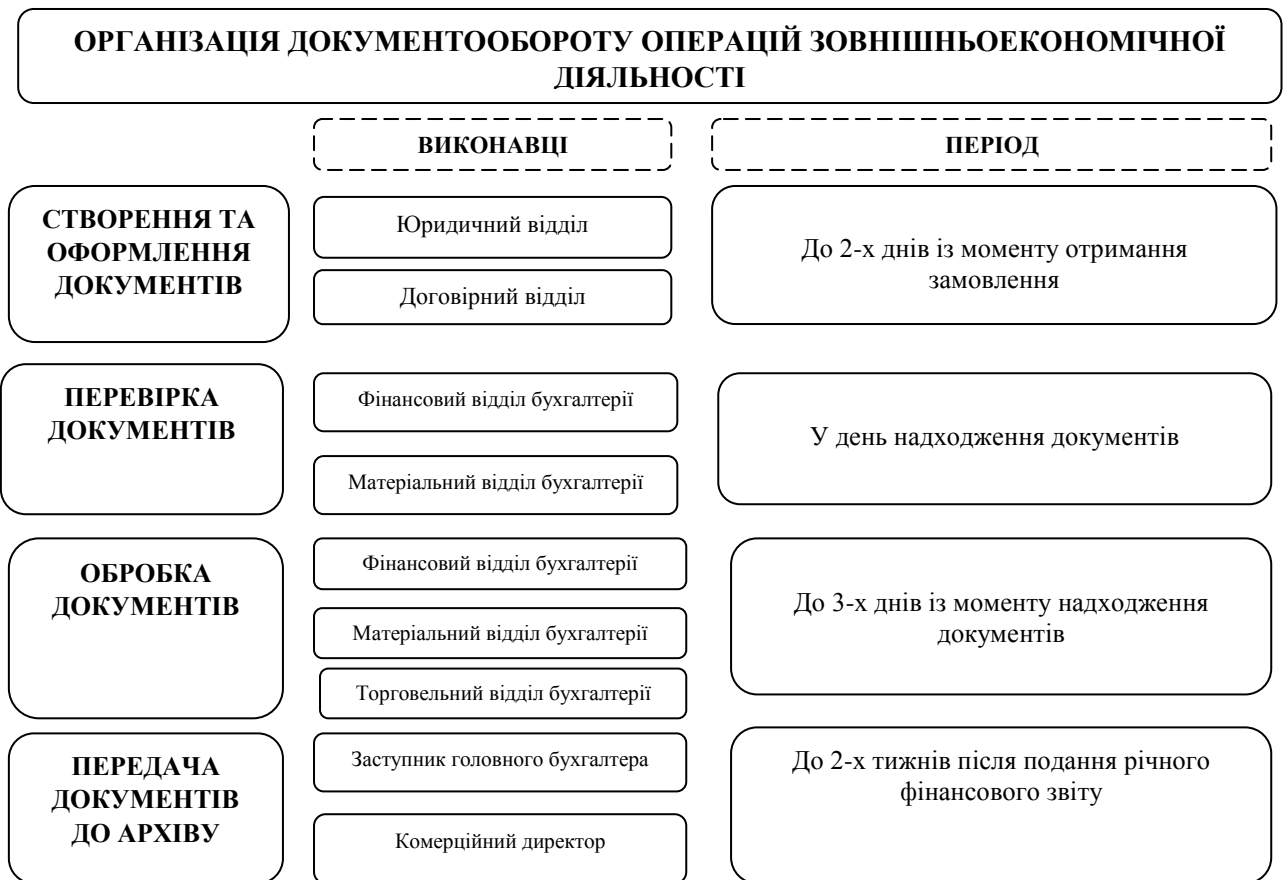 ОРГАНІЗАЦІЯ ДОКУМЕНТООБОРОТУ ОПЕРАЦІЙ ЗОВНІШНЬОЕКОНОМІЧНОЇ
ДІЯЛЬНОСТІ
ВИКОНАВЦІ
ПЕРІОД
СТВОРЕННЯ ТА
ОФОРМЛЕННЯ
ДОКУМЕНТІВ
Юридичний відділ
Договірний відділ
До 2-х днів із моменту отримання
замовлення
ПЕРЕВІРКА
ДОКУМЕНТІВ
Фінансовий відділ бухгалтерії
Матеріальний відділ бухгалтерії
У день надходження документів
ОБРОБКА
ДОКУМЕНТІВ
Фінансовий відділ бухгалтерії
Матеріальний відділ бухгалтерії
Торговельний відділ бухгалтерії
До 3-х днів із моменту надходження
документів
ПЕРЕДАЧА
ДОКУМЕНТІВ
ДО АРХІВУ
Заступник головного бухгалтера
Комерційний директор
До 2-х тижнів після подання річного
фінансового звіту